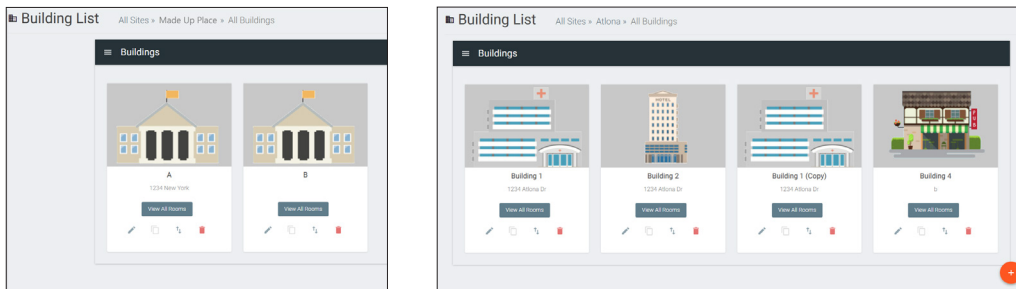 Building List All Sites » Made Up Place » All Buildings
Buildings
A
1234 New York
View All Rooms
B
View All Rooms
Building List All Sites » Atlona » All Buildings
Buildings
Building 1
1234 Atlona Dr
View All Rooms
HOTEL
Building 2
1234 Atlona Dr
View All Rooms
Building 1 (Copy)
1234 Atlona Dr
View All Rooms
PUB
Building 4
b
View All Rooms